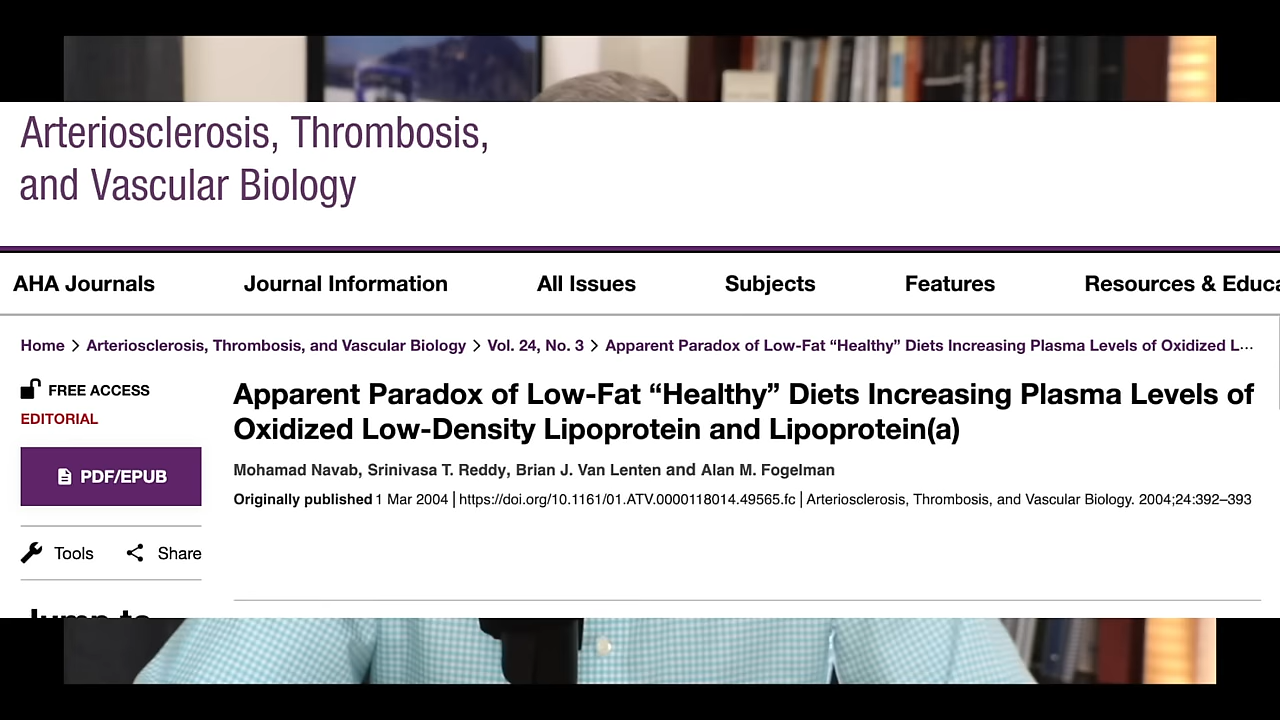 Arteriosclerosis, Thrombosis,
and Vascular Biology
AHA Journals Journal Information All Issues Subjects Features Resources & Educa
Home > Arteriosclerosis, Thrombosis, and Vascular Biology > Vol. 24, No. 3 > Apparent Paradox of Low-Fat “Healthy” Diets Increasing Plasma Levels of Oxidized L...
FREE ACCESS
EDITORIAL
PDF/EPUB
Tools Share
Jump to
Apparent Paradox of Low-Fat “Healthy” Diets Increasing Plasma Levels of
Oxidized Low-Density Lipoprotein and Lipoprotein(a)
Mohamad Navab, Srinivasa T. Reddy, Brian J. Van Lenten and Alan M. Fogelman
Originally published 1 Mar 2004 | https://doi.org/10.1161/01.ATV.0000118014.49565.fc | Arteriosclerosis, Thrombosis, and Vascular Biology. 2004;24:392–393